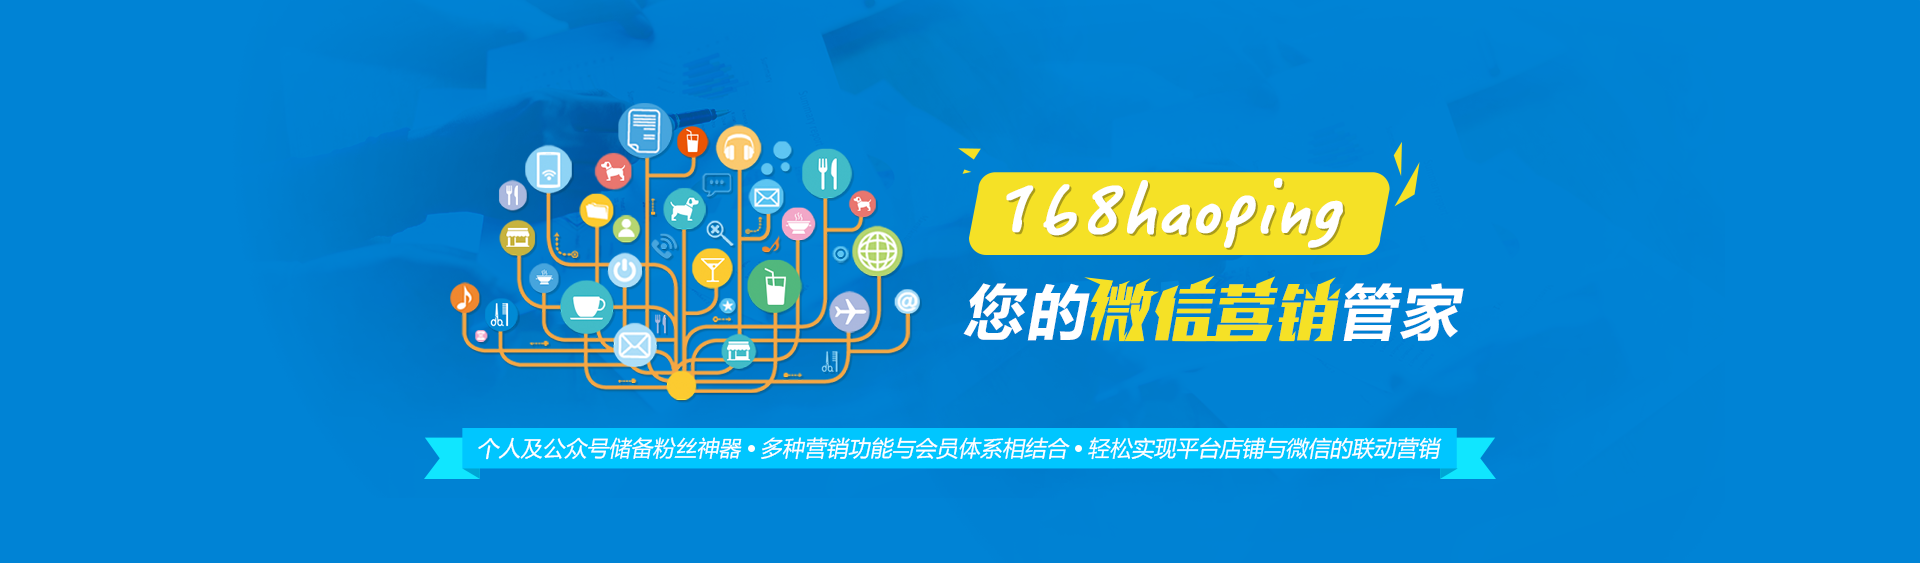 168haoping
您的微信营销管家
个人及公众号储备粉丝神器•多种营销功能与会员体系相结合•轻松实现平台店铺与微信的联动营销